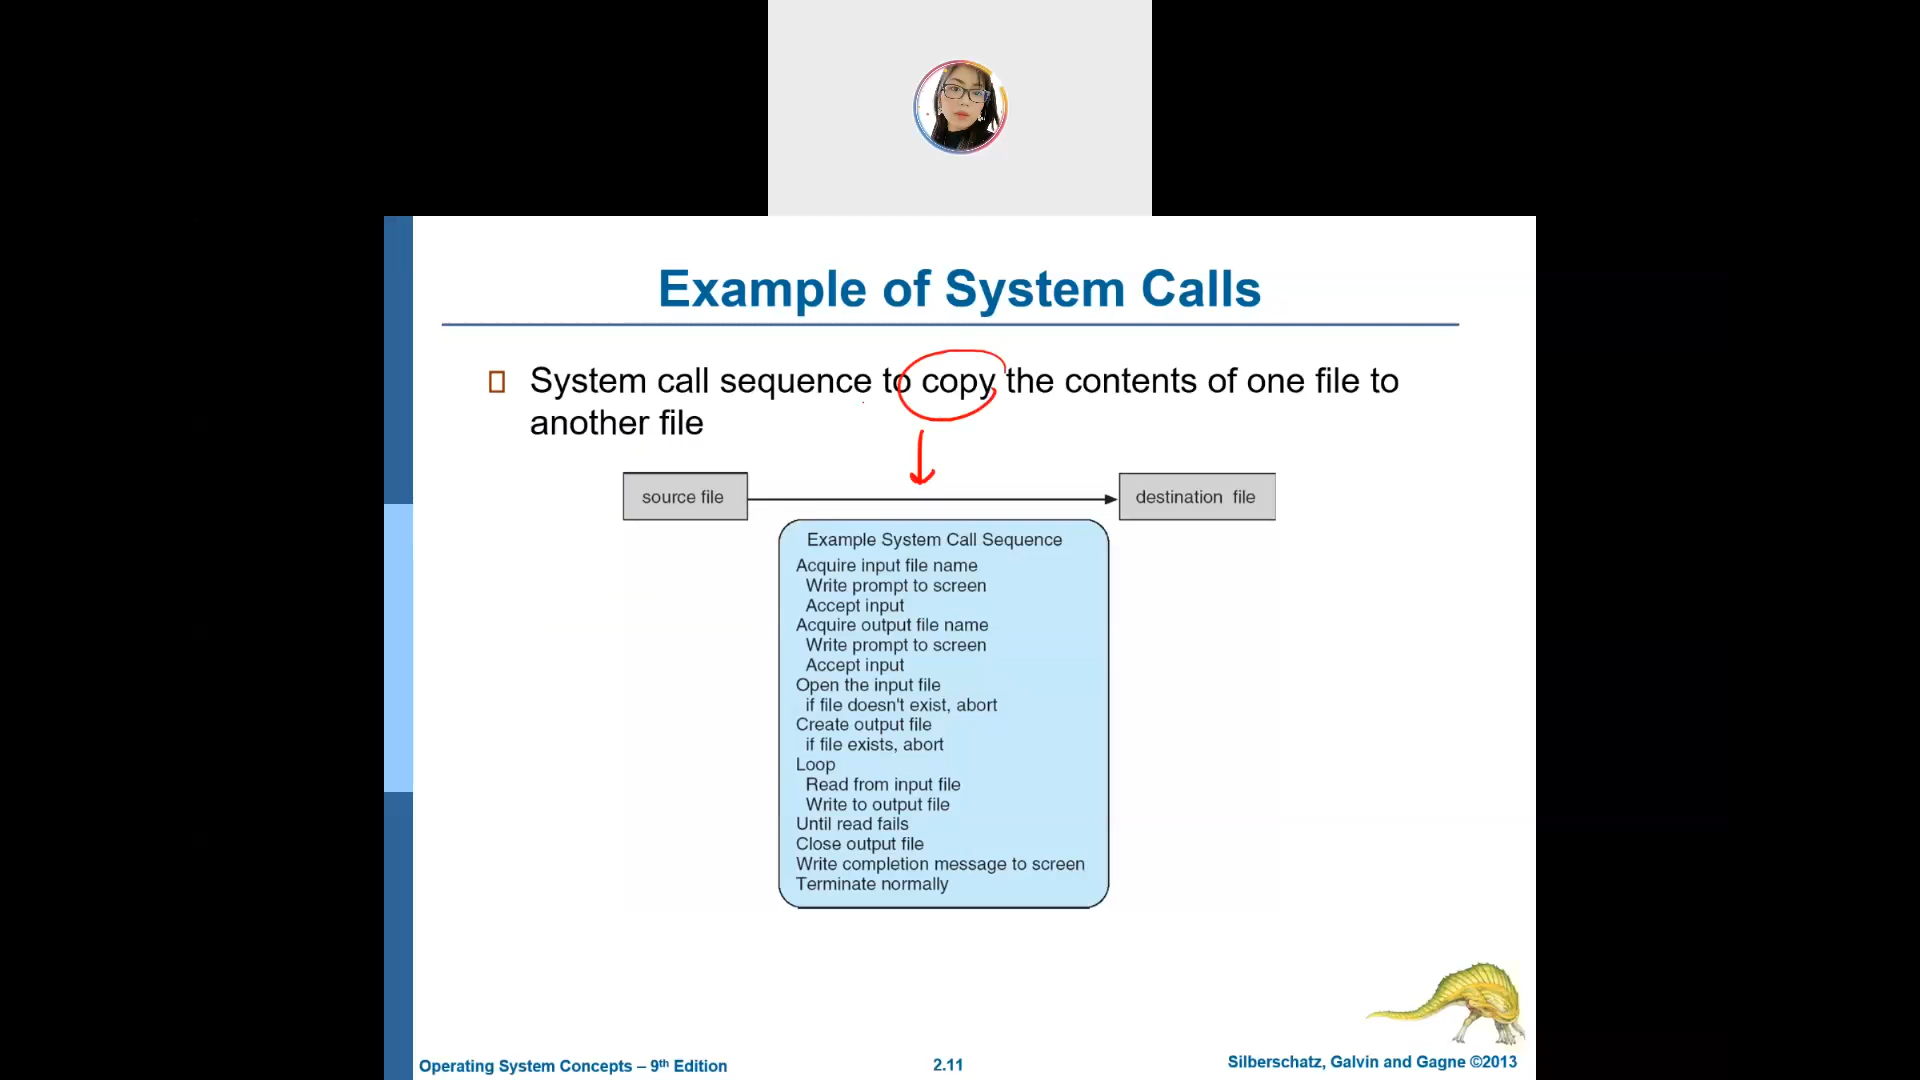 Example of System Calls
System call sequence to copy the contents of one file to
another file
source file
destination file
Example System Call Sequence
Acquire input file name
Write prompt to screen
Accept input
Acquire output file name
Write prompt to screen
Accept input
Open the input file
if file doesn't exist, abort
Create output file
if file exists, abort
Loop
Read from input file
Write to output file
Until read fails
Close output file
Write completion message to screen
Terminate normally
Operating System Concepts – 9th Edition
2.11
Silberschatz, Galvin and Gagne ©2013